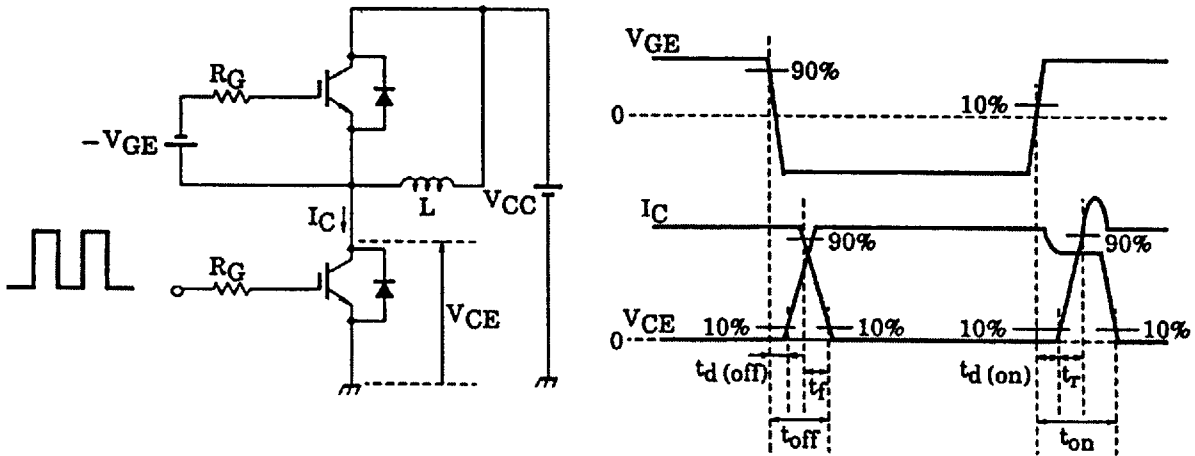 RG
-VGE
L
VCC
IC
RG
VCE
VGE
90%
10%
0
IC
90%
90%
VCE
10%
10%
10%
10%
0
td (off)
tf
td (on)
tr
toff
ton